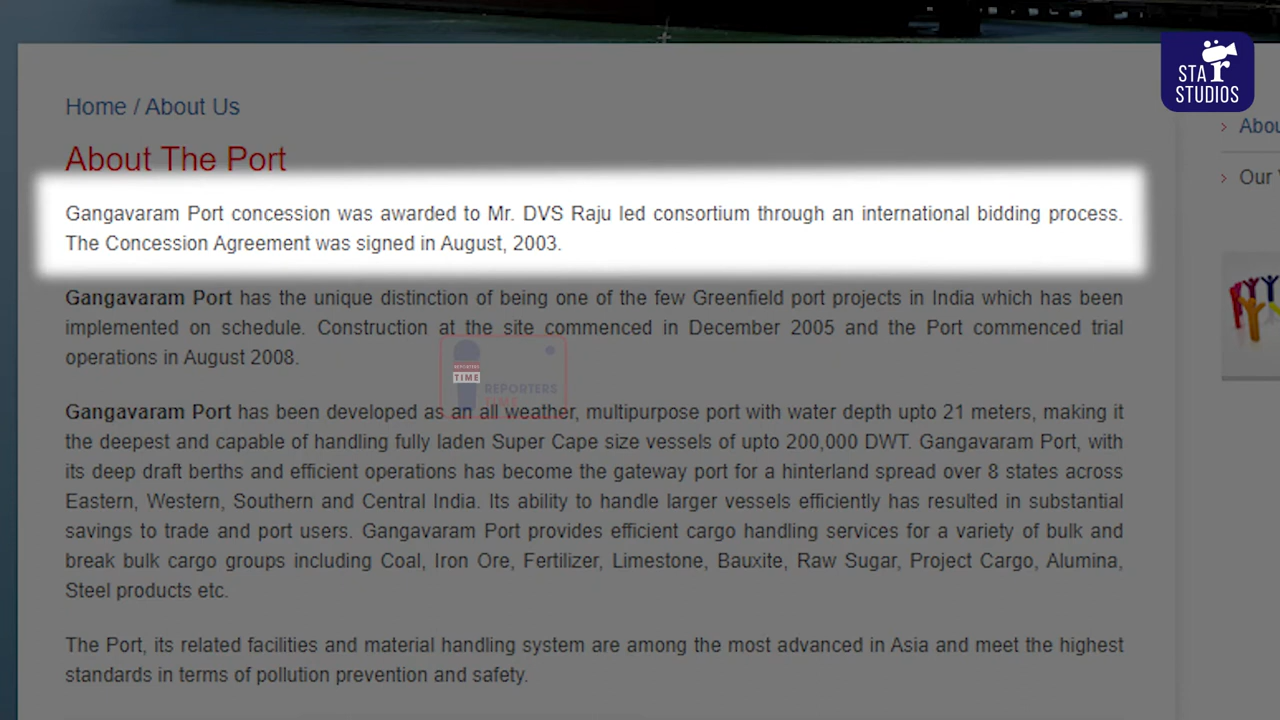 STAr
STUDIOS
Home / About Us
About The Port
Gangavaram Port concession was awarded to Mr. DVS Raju led consortium through an international bidding process.
The Concession Agreement was signed in August, 2003.
Gangavaram Port has the unique distinction of being one of the few Greenfield port projects in India which has been
implemented on schedule. Construction at the site commenced in December 2005 and the Port commenced trial
operations in August 2008.
REPORTERS
TIME
REPORTERS
TIME
Gangavaram Port has been developed as an all weather, multipurpose port with water depth upto 21 meters, making it
the deepest and capable of handling fully laden Super Cape size vessels of upto 200,000 DWT. Gangavaram Port, with
its deep draft berths and efficient operations has become the gateway port for a hinterland spread over 8 states across
Eastern, Western, Southern and Central India. Its ability to handle larger vessels efficiently has resulted in substantial
savings to trade and port users. Gangavaram Port provides efficient cargo handling services for a variety of bulk and
break bulk cargo groups including Coal, Iron Ore, Fertilizer, Limestone, Bauxite, Raw Sugar, Project Cargo, Alumina,
Steel products etc.
The Port, its related facilities and material handling system are among the most advanced in Asia and meet the highest
standards in terms of pollution prevention and safety.
Abou
Our